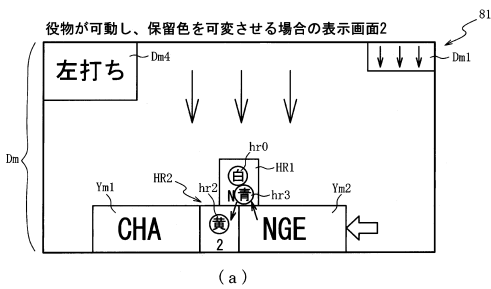 役物が可動し、保留色を可変させる場合の表示画面2
81
左打ち
Dm4
Dm1
Dm
hr0
白
HR1
HR2
hr2
N
青
hr3
Ym1
Ym2
CHA
黄
NGE
2
(a)